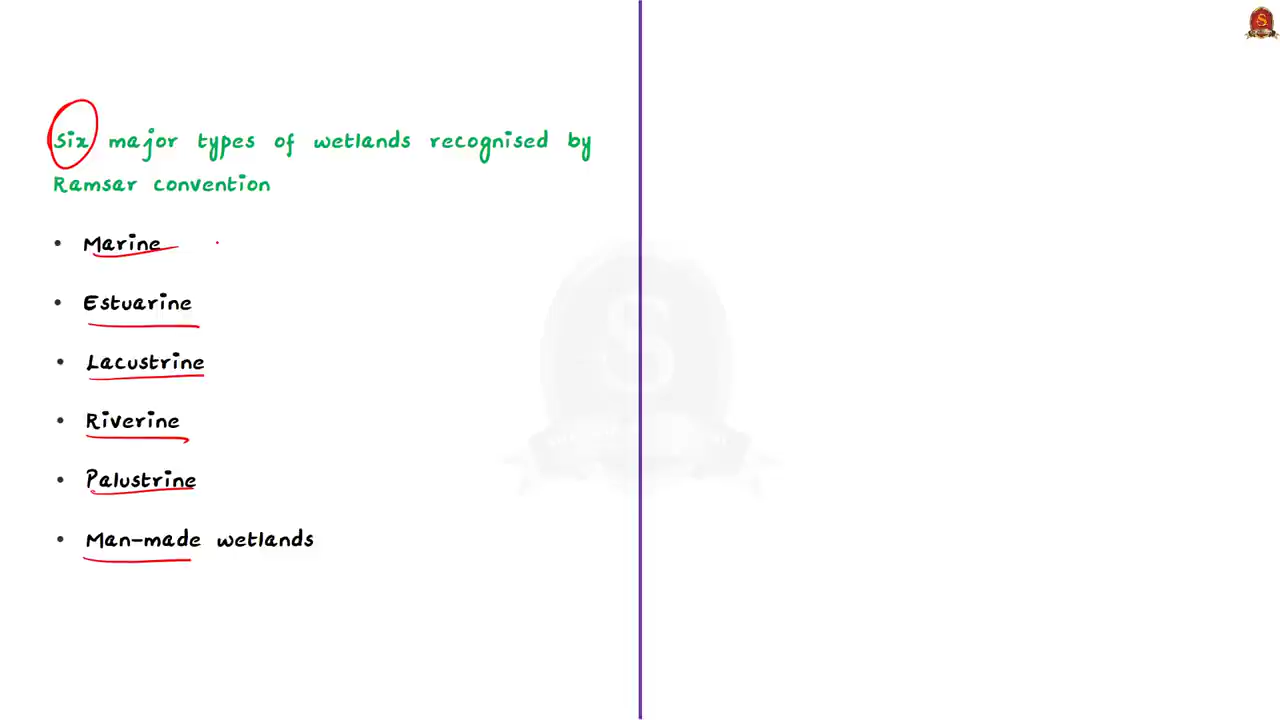 Six major types of wetlands recognised by
Ramsar convention
• Marine
• Estuarine
• Lacustrine
• Riverine
• Palustrine
• Man-made wetlands